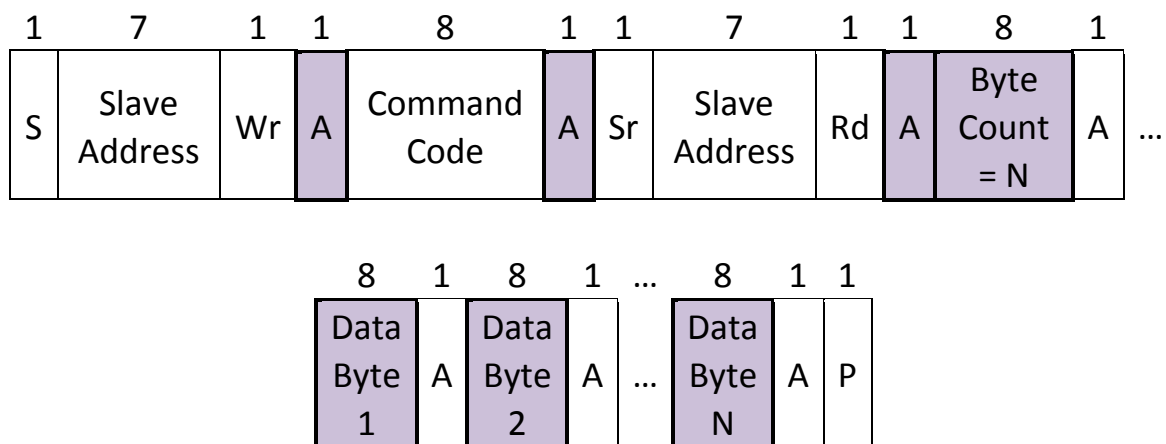 1 7 1 1 8 1 1 7 1 1 8 1
S Slave Address Wr A Command Code A Sr Slave Address Rd A Byte Count = N A …
8 1 8 1 … 8 1 1
Data Byte 1 A Data Byte 2 A … Data Byte N A P